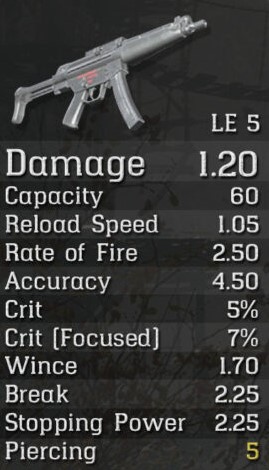 LE 5
Damage 1.20
Capacity 60
Reload Speed 1.05
Rate of Fire 2.50
Accuracy 4.50
Crit 5%
Crit (Focused) 7%
Wince 1.70
Break 2.25
Stopping Power 2.25
Piercing 5